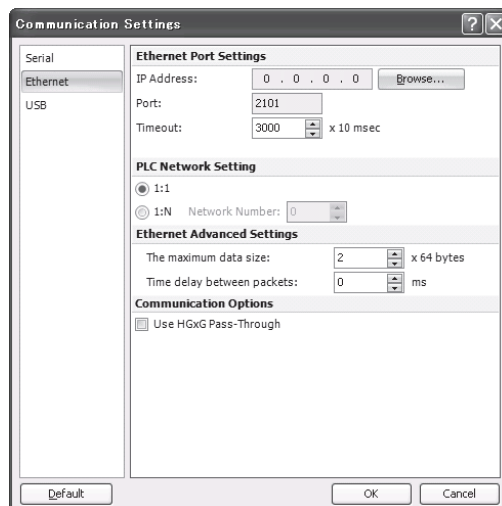 Communication Settings
Serial
Ethernet
USB
Ethernet Port Settings
IP Address: 0 . 0 . 0 . 0 Browse...
Port: 2101
Timeout: 3000 x 10 msec
PLC Network Setting
1:1
1:N Network Number: 0
Ethernet Advanced Settings
The maximum data size: 2 x 64 bytes
Time delay between packets: 0 ms
Communication Options
Use HGxG Pass-Through
Default OK Cancel